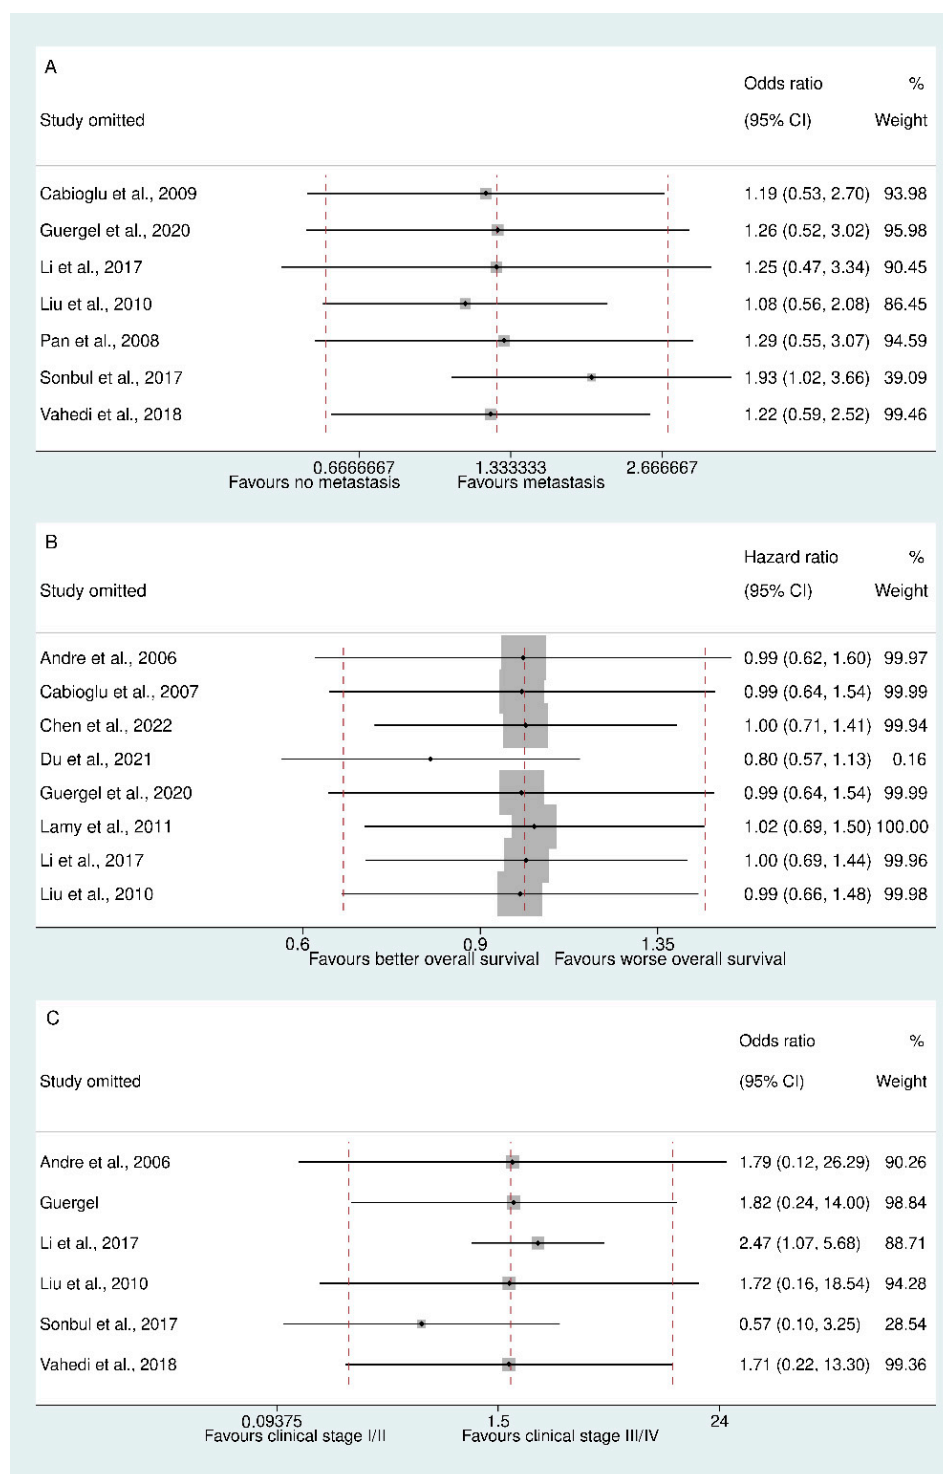 A
Odds ratio %
Study omitted (95% CI) Weight
Cabioglu et al., 2009 1.19 (0.53, 2.70) 93.98
Guergel et al., 2020 1.26 (0.52, 3.02) 95.98
Li et al., 2017 1.25 (0.47, 3.34) 90.45
Liu et al., 2010 1.08 (0.56, 2.08) 86.45
Pan et al., 2008 1.29 (0.55, 3.07) 94.59
Sonbul et al., 2017 1.93 (1.02, 3.66) 39.09
Vahedi et al., 2018 1.22 (0.59, 2.52) 99.46
0.6666667 1.333333 2.666667
Favours no metastasis Favours metastasis
B
Hazard ratio %
Study omitted (95% CI) Weight
Andre et al., 2006 0.99 (0.62, 1.60) 99.97
Cabioglu et al., 2007 0.99 (0.64, 1.54) 99.99
Chen et al., 2022 1.00 (0.71, 1.41) 99.94
Du et al., 2021 0.80 (0.57, 1.13) 0.16
Guergel et al., 2020 0.99 (0.64, 1.54) 99.99
Lamy et al., 2011 1.02 (0.69, 1.50) 100.00
Li et al., 2017 1.00 (0.69, 1.44) 99.96
Liu et al., 2010 0.99 (0.66, 1.48) 99.98
0.6 0.9 1.35
Favours better overall survival Favours worse overall survival
C
Odds ratio %
Study omitted (95% CI) Weight
Andre et al., 2006 1.79 (0.12, 26.29) 90.26
Guergel 1.82 (0.24, 14.00) 98.84
Li et al., 2017 2.47 (1.07, 5.68) 88.71
Liu et al., 2010 1.72 (0.16, 18.54) 94.28
Sonbul et al., 2017 0.57 (0.10, 3.25) 28.54
Vahedi et al., 2018 1.71 (0.22, 13.30) 99.36
0.09375 1.5 24
Favours clinical stage I/II Favours clinical stage III/IV